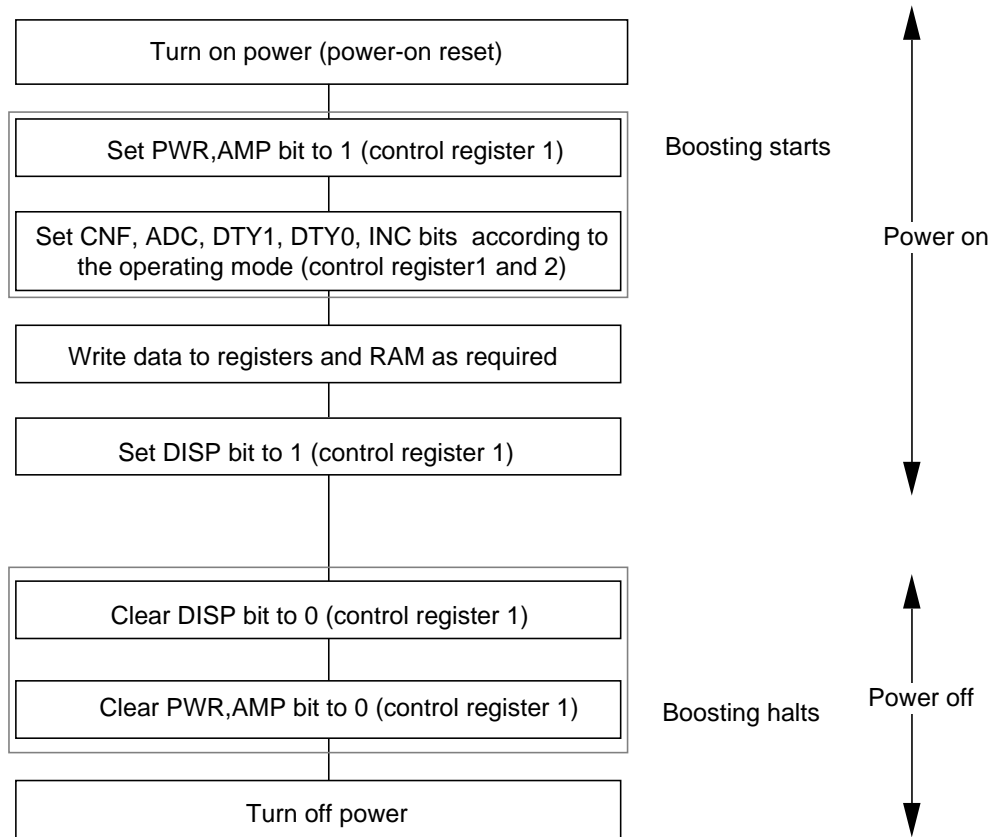 Turn on power (power-on reset)
Set PWR,AMP bit to 1 (control register 1)
Boosting starts
Set CNF, ADC, DTY1, DTY0, INC bits  according to
the operating mode (control register1 and 2)
Power on
Write data to registers and RAM as required
Set DISP bit to 1 (control register 1)
Clear DISP bit to 0 (control register 1)
Clear PWR,AMP bit to 0 (control register 1)
Boosting halts
Power off
Turn off power